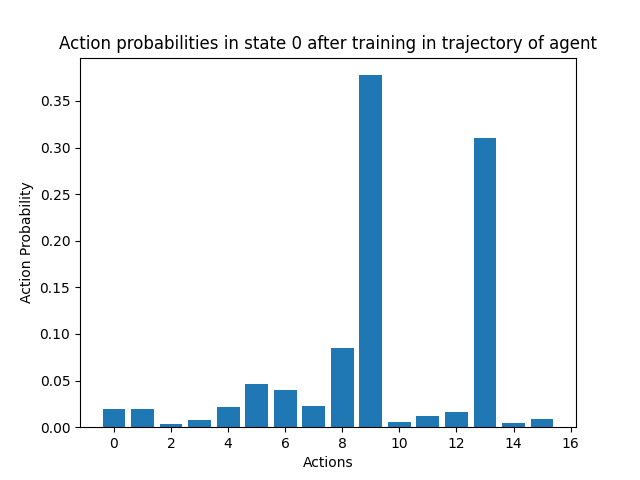 Action probabilities in state 0 after training in trajectory of agent
Action Probability
0.35
0.30
0.25
0.20
0.15
0.10
0.05
0.00
0 2 4 6 8 10 12 14 16
Actions